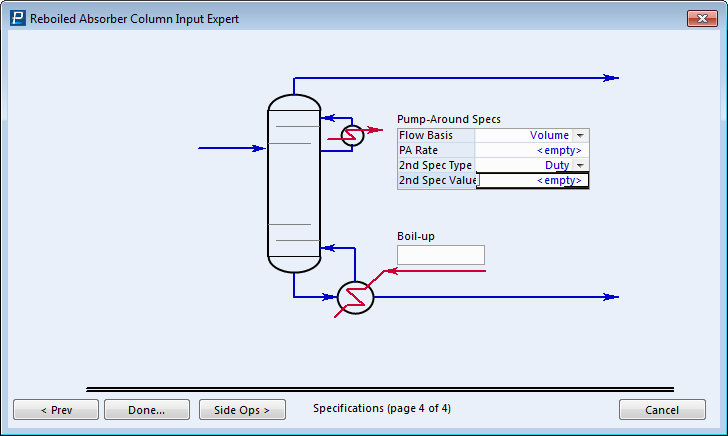 Reboiled Absorber Column Input Expert
Pump-Around Specs
Flow Basis Volume
PA Rate <empty>
2nd Spec Type Duty
2nd Spec Value <empty>
Boil-up
< Prev Done... Side Ops > Specifications (page 4 of 4) Cancel